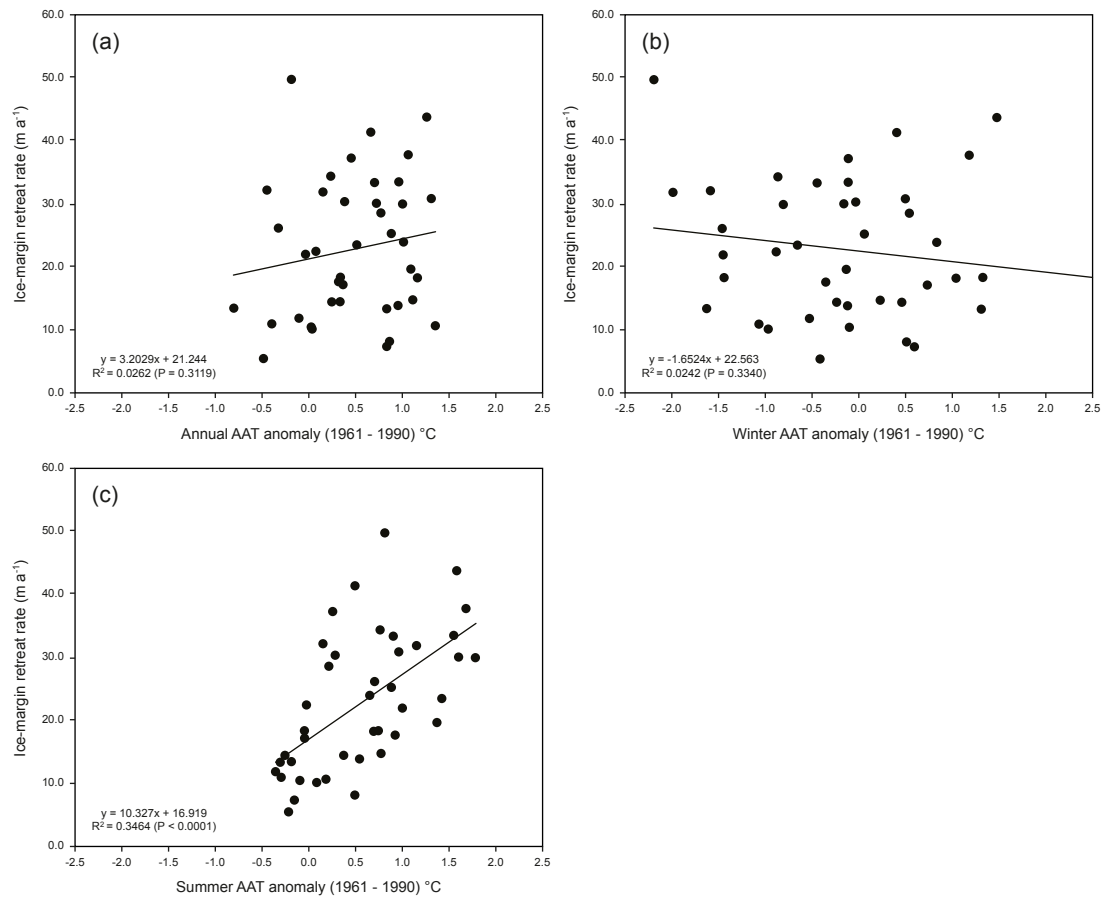 (a)
Ice-margin retreat rate (m a⁻¹)
60.0
50.0
40.0
30.0
20.0
10.0
0.0
y = 3.2029x + 21.244
R² = 0.0262 (P = 0.3119)
-2.5 -2.0 -1.5 -1.0 -0.5 0.0 0.5 1.0 1.5 2.0 2.5
Annual AAT anomaly (1961 - 1990) °C
(b)
Ice-margin retreat rate (m a⁻¹)
60.0
50.0
40.0
30.0
20.0
10.0
0.0
y = -1.6524x + 22.563
R² = 0.0242 (P = 0.3340)
-2.5 -2.0 -1.5 -1.0 -0.5 0.0 0.5 1.0 1.5 2.0 2.5
Winter AAT anomaly (1961 - 1990) °C
(c)
Ice-margin retreat rate (m a⁻¹)
60.0
50.0
40.0
30.0
20.0
10.0
0.0
y = 10.327x + 16.919
R² = 0.3464 (P < 0.0001)
-2.5 -2.0 -1.5 -1.0 -0.5 0.0 0.5 1.0 1.5 2.0 2.5
Summer AAT anomaly (1961 - 1990) °C